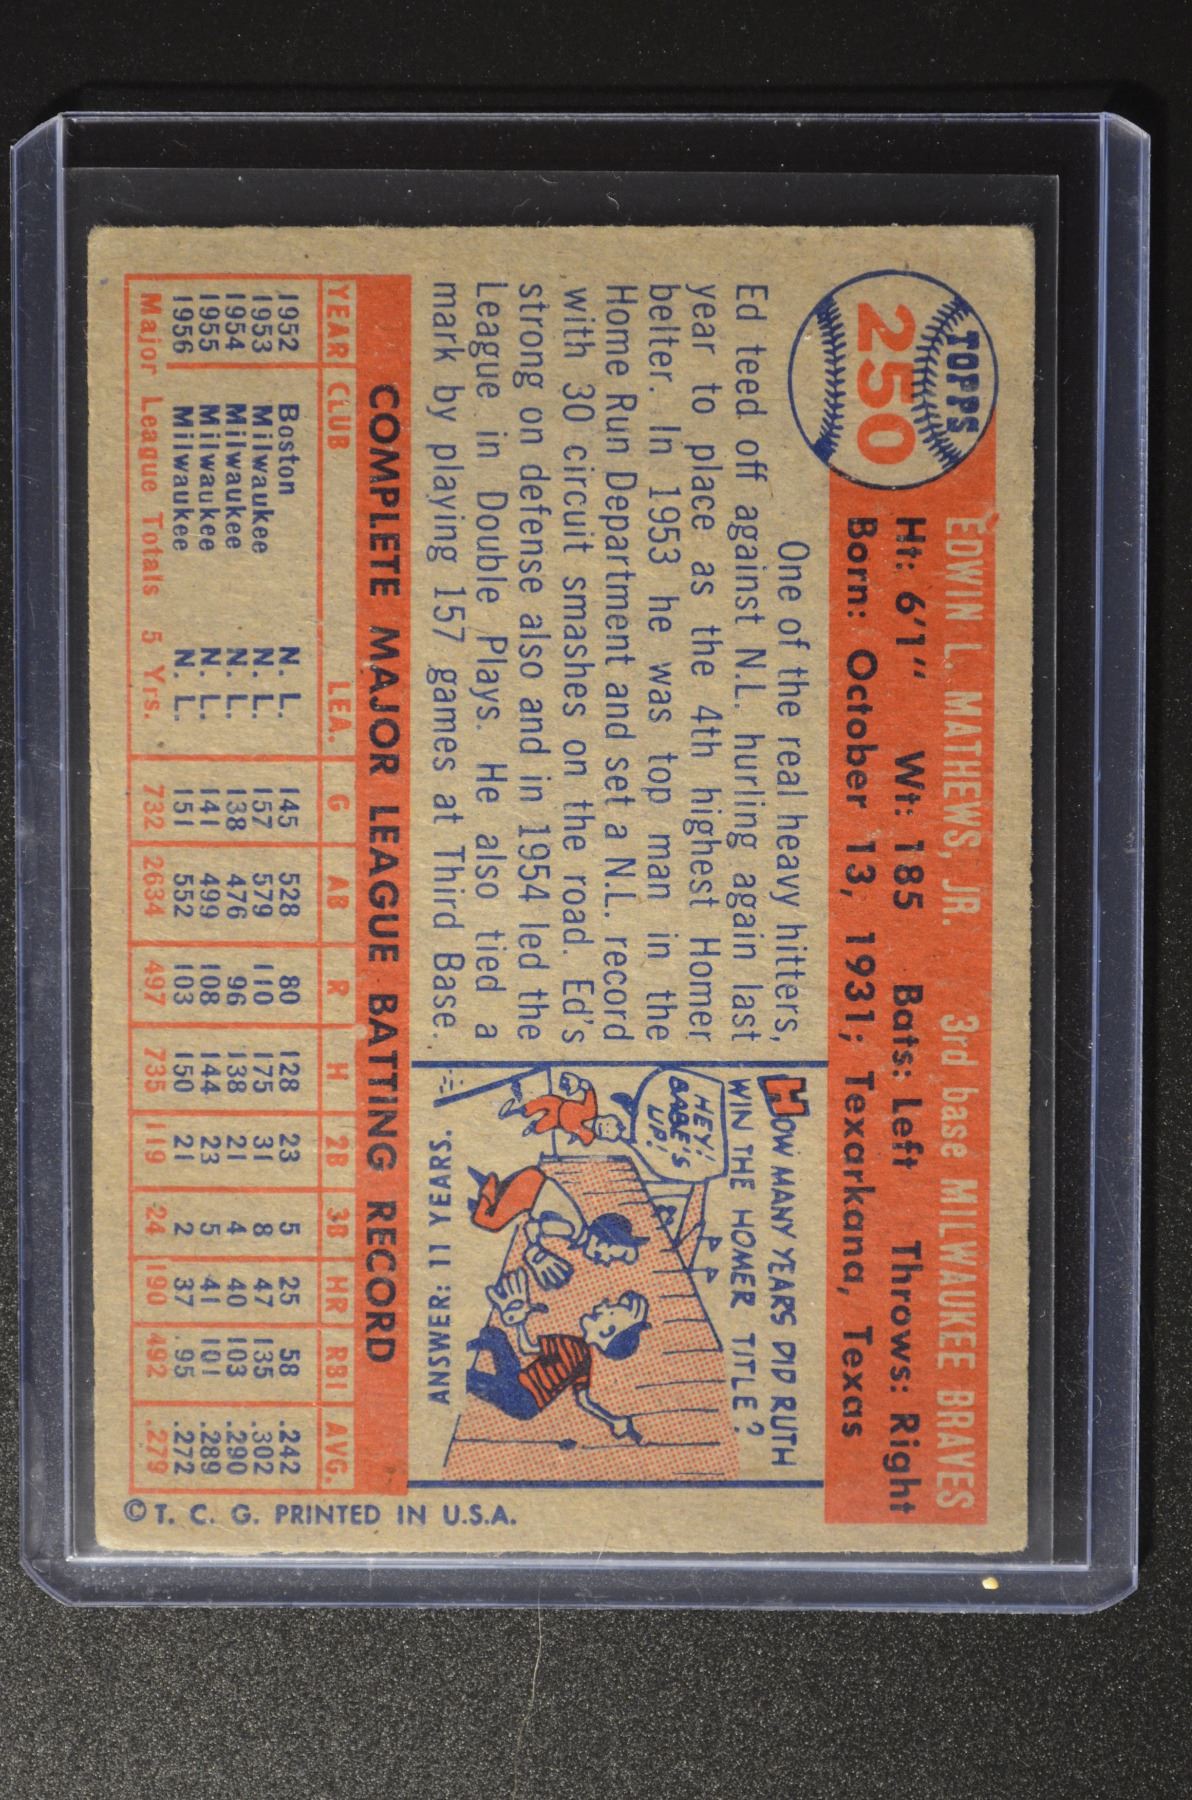 TOPPS
250
EDWIN L. MATHEWS, JR. 3rd base MILWAUKEE BRAVES
Ht: 6'1" Wt: 185 Bats: Left Throws: Right
Born: October 13, 1931; Texarkana, Texas
One of the real heavy hitters,
Ed teed off against N.L. hurling again last
year to place as the 4th highest Homer
belter. In 1953 he was top man in the
Home Run Department and set a N.L. record
with 30 circuit smashes on the road. Ed's
strong on defense also and in 1954 led the
League in Double Plays. He also tied a
mark by playing 157 games at Third Base.
HOW MANY YEARS DID RUTH
WIN THE HOMER TITLE?
HEY!
BABE'S
UP!
ANSWER: 11 YEARS.
COMPLETE MAJOR LEAGUE BATTING RECORD
YEAR CLUB LEA. G AB R H 2B 3B HR RBI AVG.
1952 Boston N. L. 145 528 80 128 23 5 25 58 .242
1953 Milwaukee N. L. 157 579 110 175 31 8 47 135 .302
1954 Milwaukee N. L. 138 476 96 138 21 4 40 103 .290
1955 Milwaukee N. L. 141 499 108 144 23 5 41 101 .289
1956 Milwaukee N. L. 151 552 103 150 21 2 37 95 .272
Major League Totals 5 Yrs. 732 2634 497 735 119 24 190 492 .279
© T. C. G. PRINTED IN U.S.A.